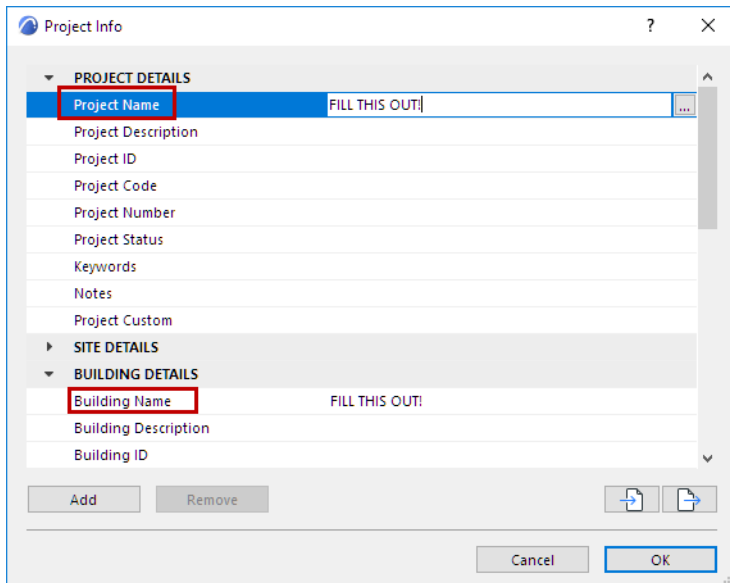 Project Info ?
PROJECT DETAILS
Project Name FILL THIS OUT!
...
Project Description
Project ID
Project Code
Project Number
Project Status
Keywords
Notes
Project Custom
SITE DETAILS
BUILDING DETAILS
Building Name FILL THIS OUT!
Building Description
Building ID
Add Remove
Cancel OK